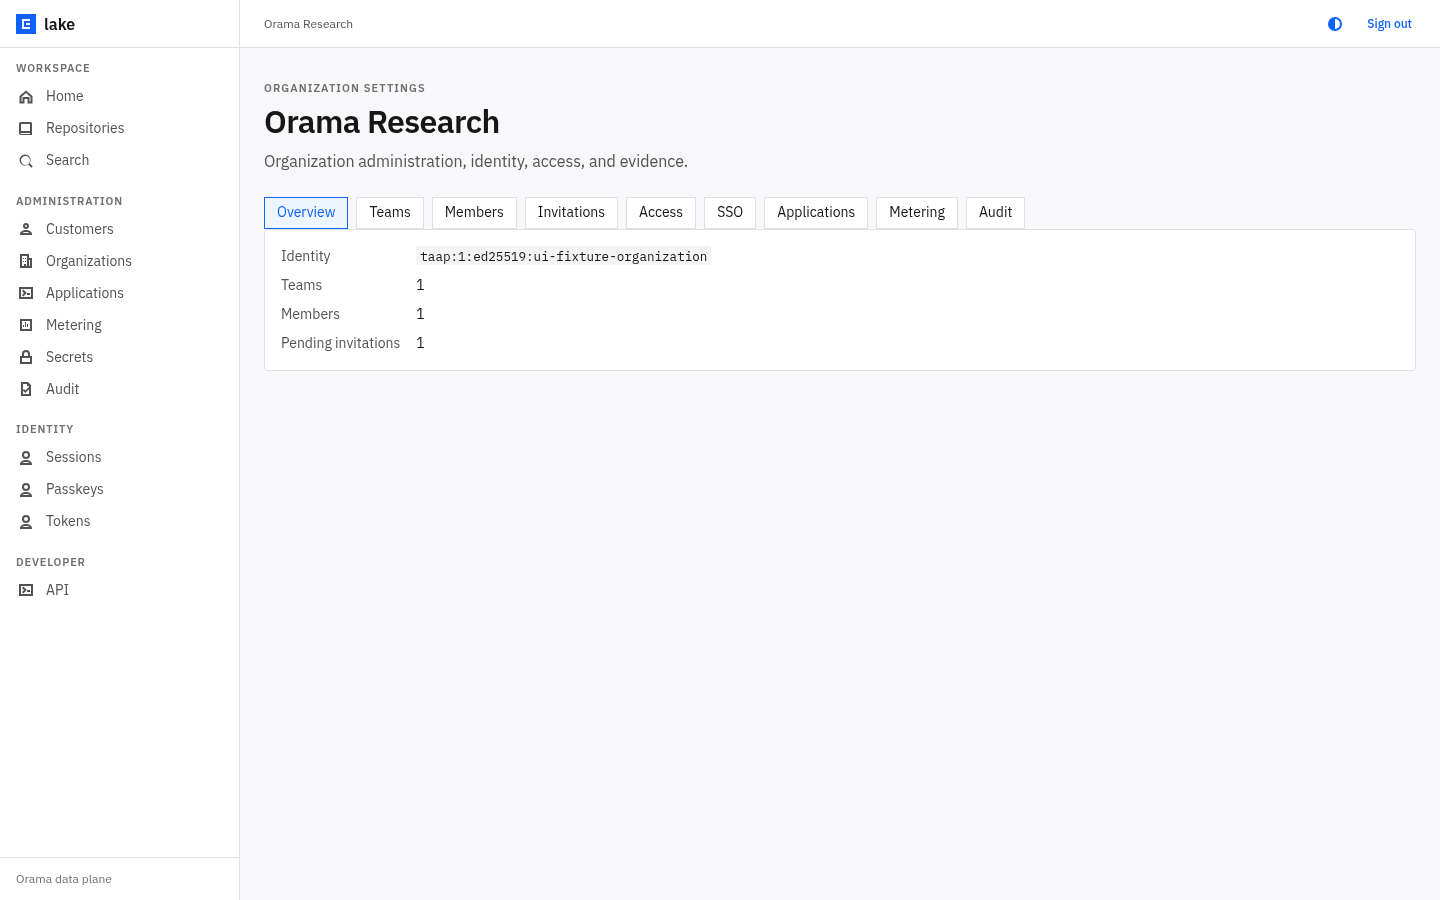 lake
Orama Research
Sign out
WORKSPACE
Home
Repositories
Search
ADMINISTRATION
Customers
Organizations
Applications
Metering
Secrets
Audit
IDENTITY
Sessions
Passkeys
Tokens
DEVELOPER
API
Orama data plane
ORGANIZATION SETTINGS
Orama Research
Organization administration, identity, access, and evidence.
Overview Teams Members Invitations Access SSO Applications Metering Audit
Identity taap:1:ed25519:ui-fixture-organization
Teams 1
Members 1
Pending invitations 1